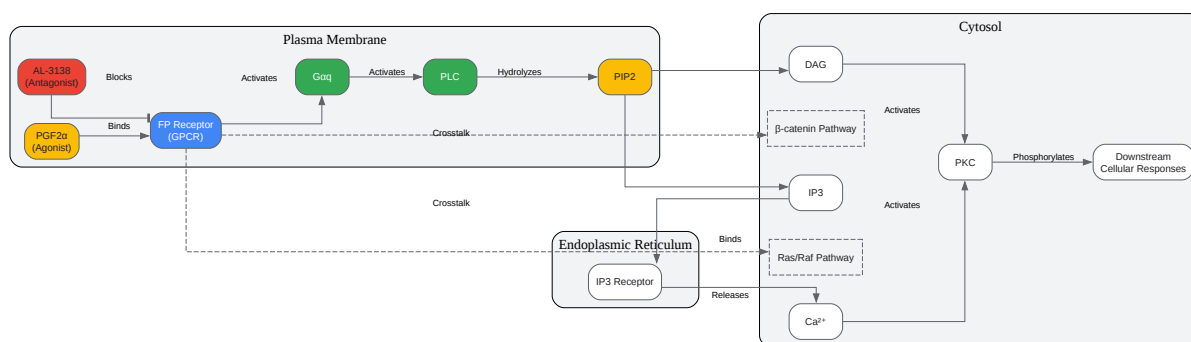 Plasma Membrane
Cytosol
AL-3138
(Antagonist)
Blocks
Activates
Gαq
Activates
PLC
Hydrolyzes
PIP2
DAG
Activates
PGF2α
(Agonist)
Binds
FP Receptor
(GPCR)
Crosstalk
β-catenin Pathway
PKC
Phosphorylates
Downstream
Cellular Responses
IP3
Crosstalk
Activates
Endoplasmic Reticulum
Binds
Ras/Raf Pathway
IP3 Receptor
Releases
Ca²⁺